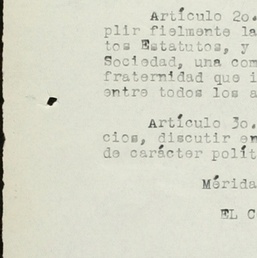 Artículo 2o.
plir fielmente la
tos Estatutos, y
Sociedad, una com
fraternidad que i
entre todos los a
Artículo 3o.
cios, discutir en
de carácter polít
Mérida
EL C